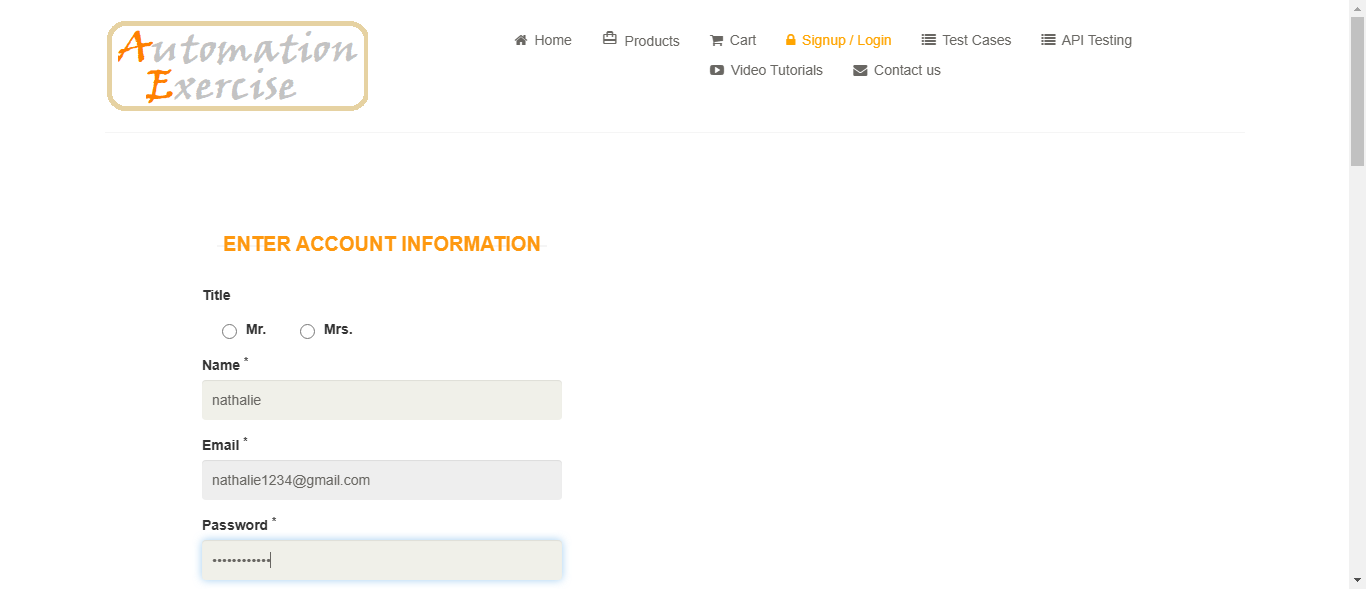 Automation
Exercise
Home
Products
Cart
Signup / Login
Test Cases
API Testing
Video Tutorials
Contact us
ENTER ACCOUNT INFORMATION
Title
Mr.
Mrs.
Name *
nathalie
Email *
nathalie1234@gmail.com
Password *
••••••••••••